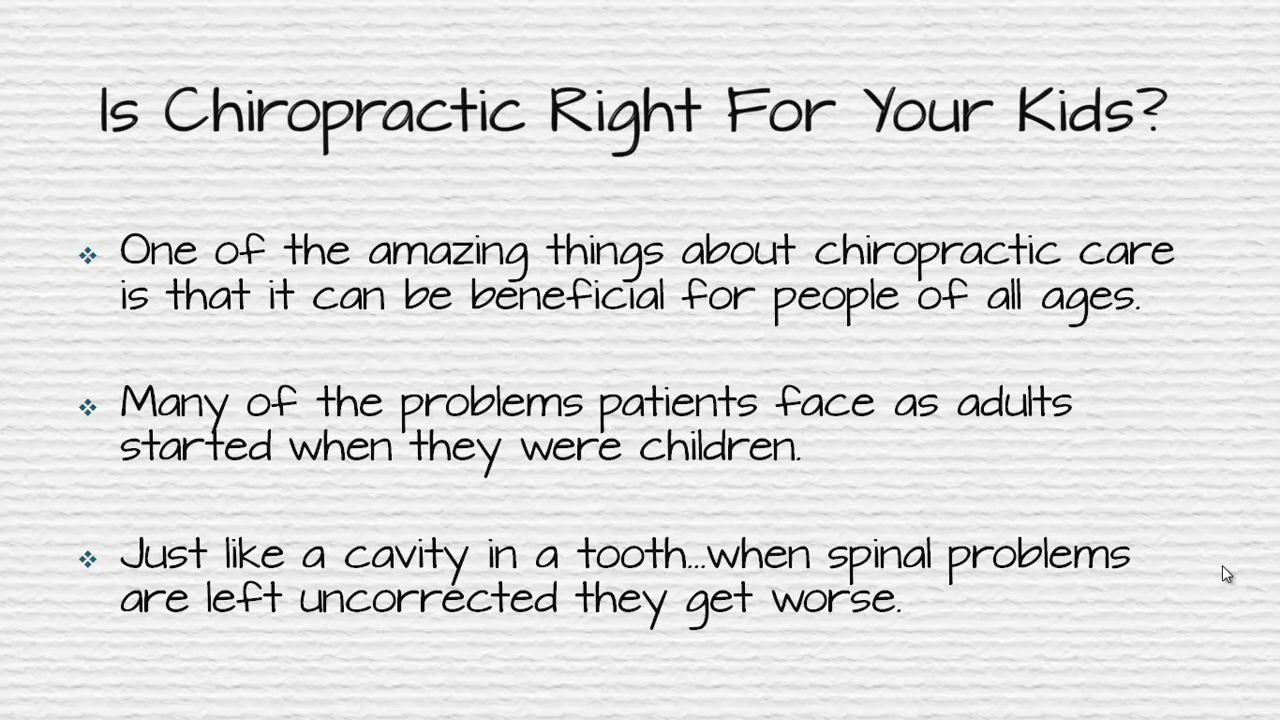 Is Chiropractic Right For Your Kids?
One of the amazing things about chiropractic care
is that it can be beneficial for people of all ages.
Many of the problems patients face as adults
started when they were children.
Just like a cavity in a tooth...when spinal problems
are left uncorrected they get worse.